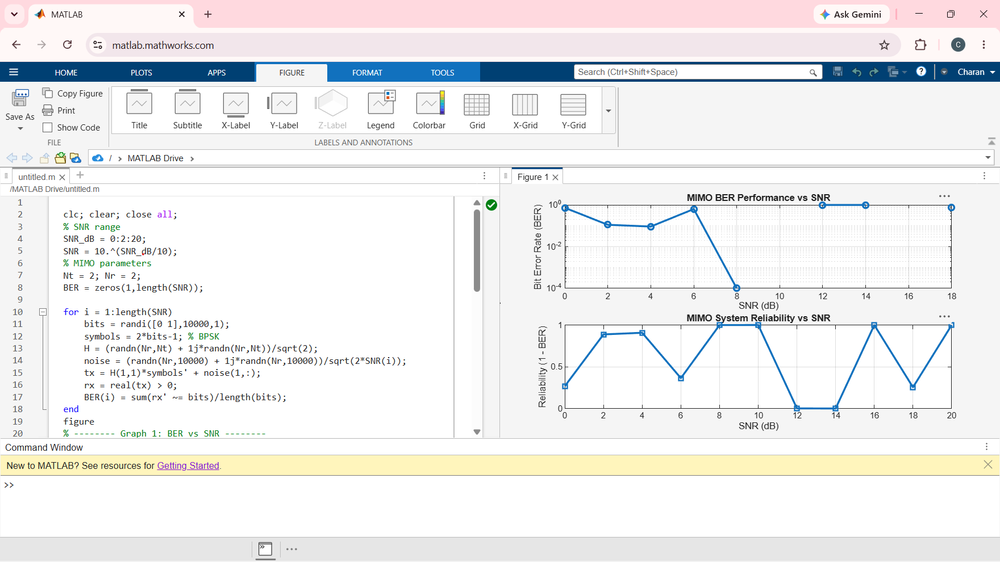 MATLAB
Ask Gemini
matlab.mathworks.com
C
HOME PLOTS APPS FIGURE FORMAT TOOLS
Search (Ctrl+Shift+Space)
Charan
Save As
Copy Figure
Print
Show Code
FILE
Title Subtitle X-Label Y-Label Z-Label Legend Colorbar Grid X-Grid Y-Grid
LABELS AND ANNOTATIONS
/ > MATLAB Drive >
untitled.m
/MATLAB Drive/untitled.m
1
2 clc; clear; close all;
3 % SNR range
4 SNR_dB = 0:2:20;
5 SNR = 10.^(SNR_dB/10);
6 % MIMO parameters
7 Nt = 2; Nr = 2;
8 BER = zeros(1,length(SNR));
9
10 for i = 1:length(SNR)
11 bits = randi([0 1],10000,1);
12 symbols = 2*bits-1; % BPSK
13 H = (randn(Nr,Nt) + 1j*randn(Nr,Nt))/sqrt(2);
14 noise = (randn(Nr,10000) + 1j*randn(Nr,10000))/sqrt(2*SNR(i));
15 tx = H(1,1)*symbols' + noise(1,:);
16 rx = real(tx) > 0;
17 BER(i) = sum(rx' ~= bits)/length(bits);
18 end
19 figure
20 % -------- Graph 1: BER vs SNR --------
Figure 1
MIMO BER Performance vs SNR
Bit Error Rate (BER)
10^0
10^-2
10^-4
0 2 4 6 8 10 12 14 16 18
SNR (dB)
MIMO System Reliability vs SNR
Reliability (1 - BER)
1
0.5
0
0 2 4 6 8 10 12 14 16 18 20
SNR (dB)
Command Window
New to MATLAB? See resources for Getting Started.
>>